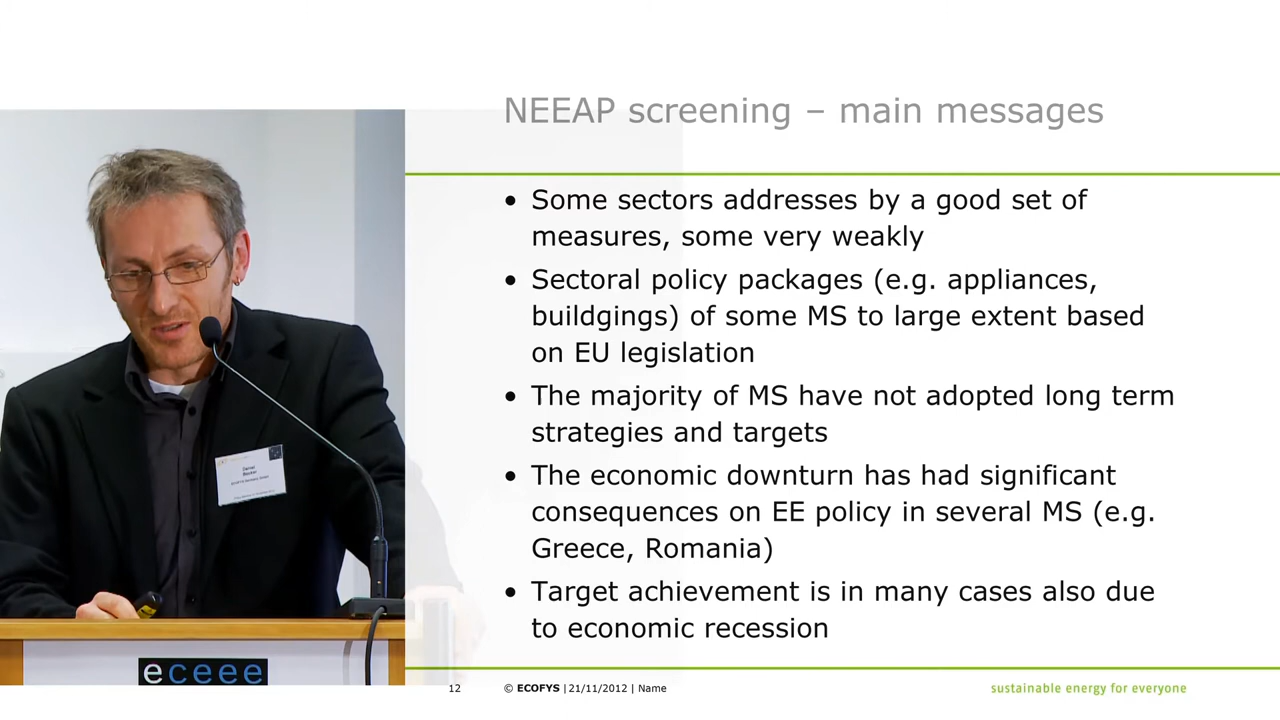 NEEAP screening – main messages
• Some sectors addresses by a good set of
measures, some very weakly
• Sectoral policy packages (e.g. appliances,
buildgings) of some MS to large extent based
on EU legislation
• The majority of MS have not adopted long term
strategies and targets
• The economic downturn has had significant
consequences on EE policy in several MS (e.g.
Greece, Romania)
• Target achievement is in many cases also due
to economic recession
eceee
12 © ECOFYS | 21/11/2012 | Name
sustainable energy for everyone